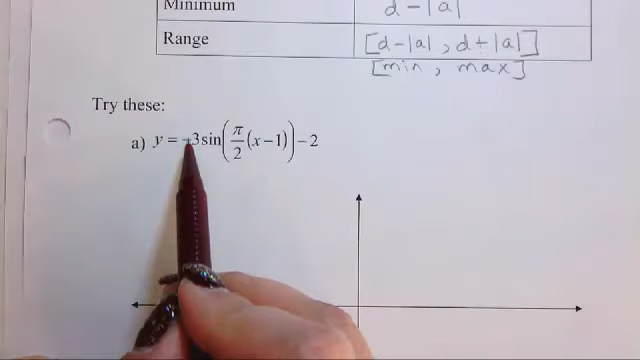 Minimum d - |a|
Range [d-|a| , d+|a|]
[min , max]
Try these:
a) y = -3sin(π/2(x-1)) - 2